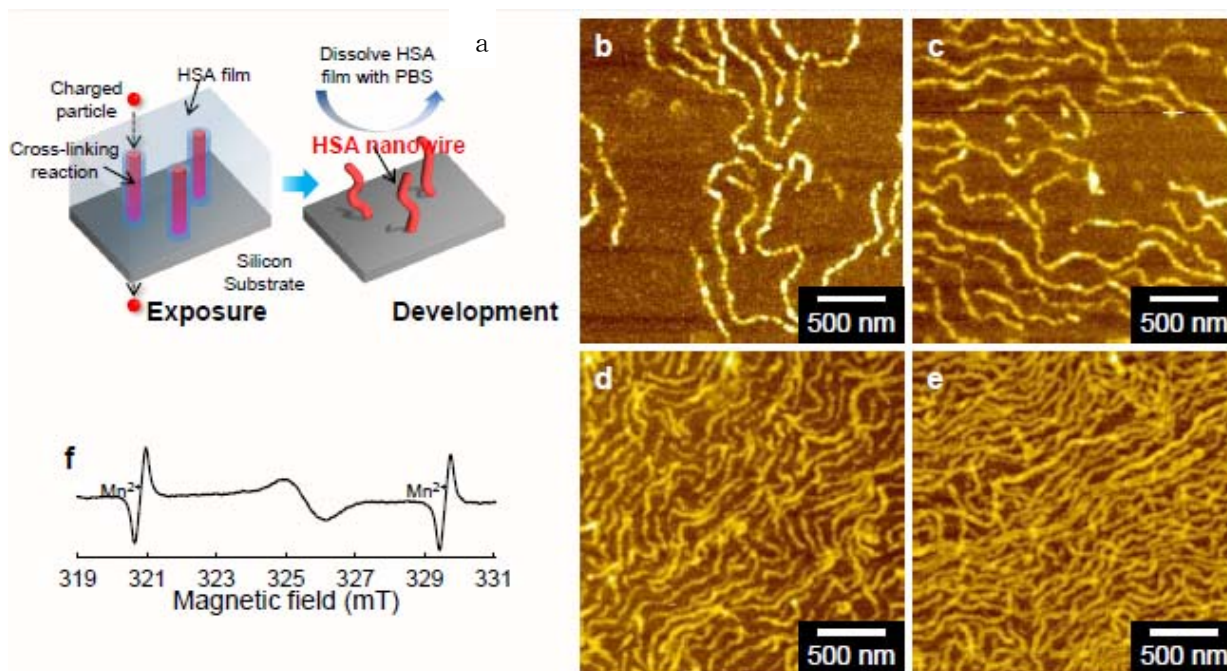 a
Charged
particle
HSA film
Cross-linking
reaction
Dissolve HSA
film with PBS
HSA nanowire
Silicon
Substrate
Exposure
Development
b
500 nm
c
500 nm
d
500 nm
e
500 nm
f
Mn2+
Mn2+
319 321 323 325 327 329 331
Magnetic field (mT)